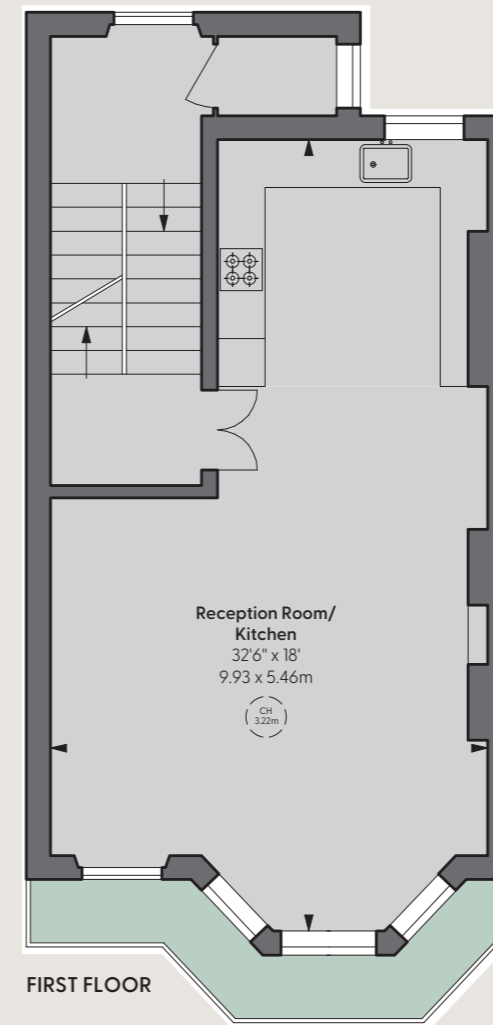 Reception Room/
Kitchen
32'6" x 18'
9.93 x 5.46m
CH
3.22m
FIRST FLOOR